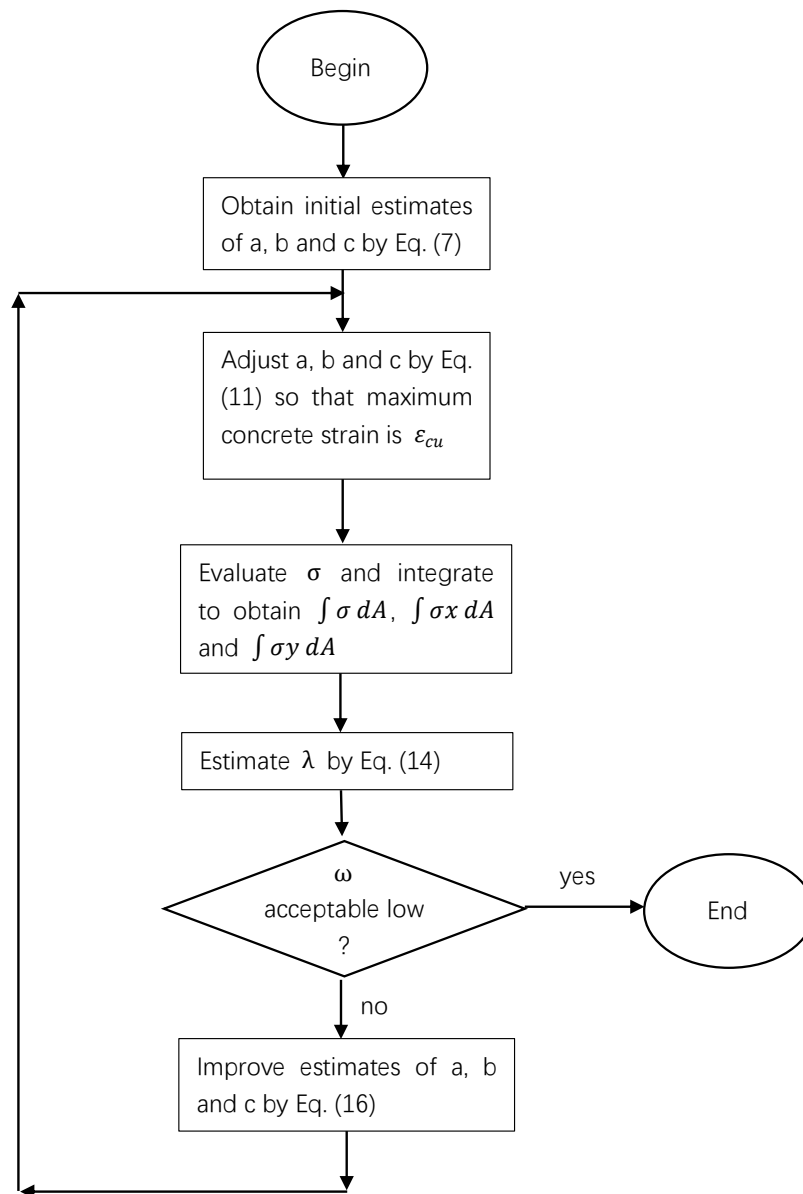 Begin
Obtain initial estimates
of a, b and c by Eq. (7)
Adjust a, b and c by Eq.
(11) so that maximum
concrete strain is ε_{cu}
Evaluate σ and integrate
to obtain ∫ σ dA, ∫ σx dA
and ∫ σy dA
Estimate λ by Eq. (14)
ω
acceptable low
?
yes
End
no
Improve estimates of a, b
and c by Eq. (16)